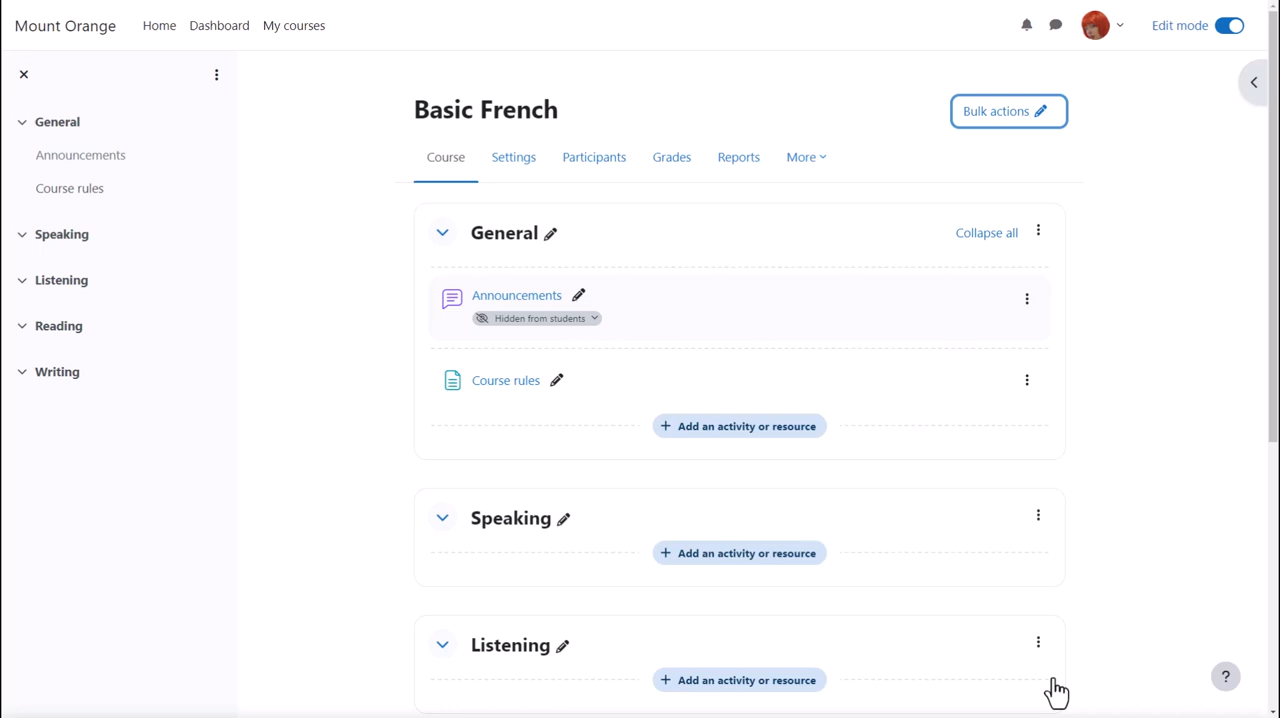 Mount Orange Home Dashboard My courses Edit mode
General
Announcements
Course rules
Speaking
Listening
Reading
Writing
Basic French
Bulk actions
Course Settings Participants Grades Reports More
General
Collapse all
Announcements
Hidden from students
Course rules
+ Add an activity or resource
Speaking
+ Add an activity or resource
Listening
+ Add an activity or resource
?